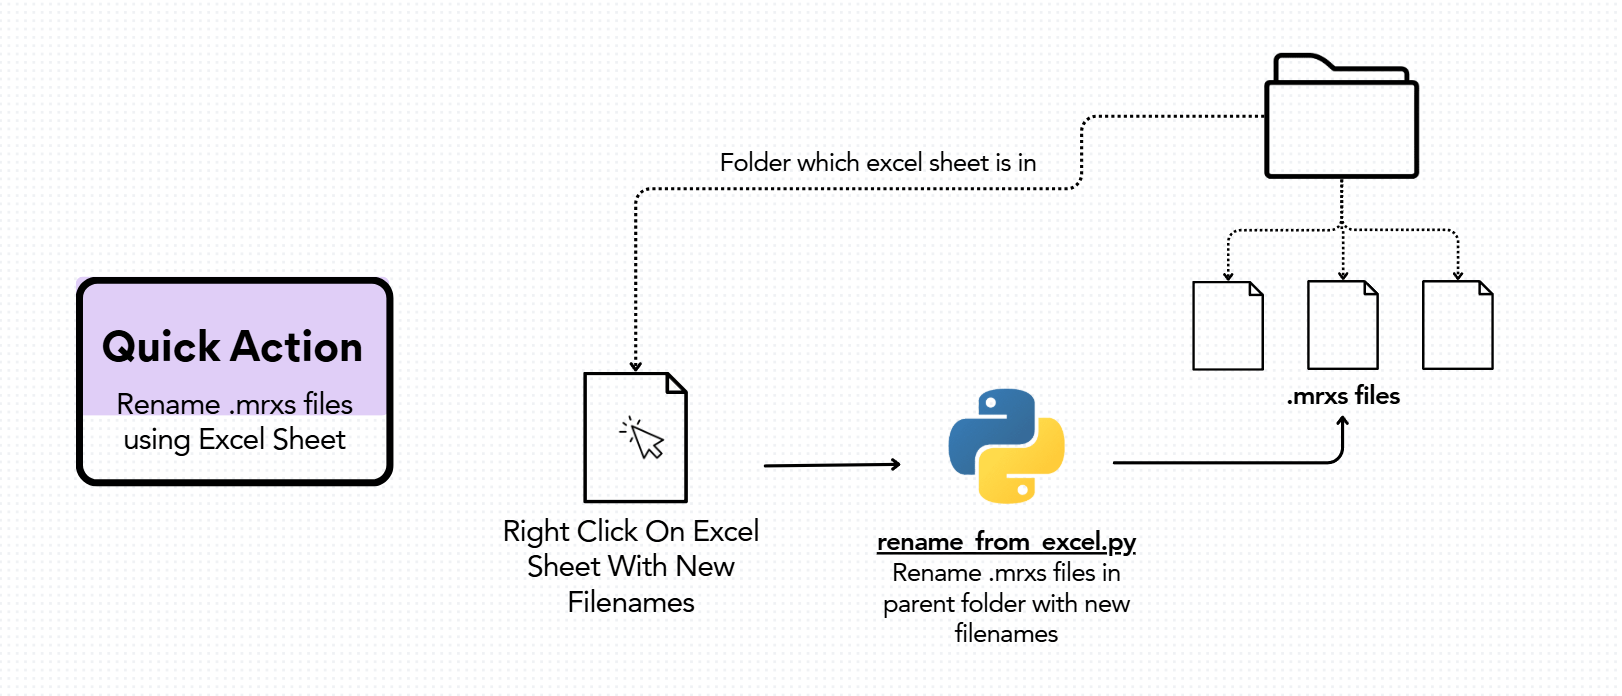 Folder which excel sheet is in
Quick Action
Rename .mrxs files
using Excel Sheet
.mrxs files
Right Click On Excel
Sheet With New
Filenames
rename_from_excel.py
Rename .mrxs files in
parent folder with new
filenames